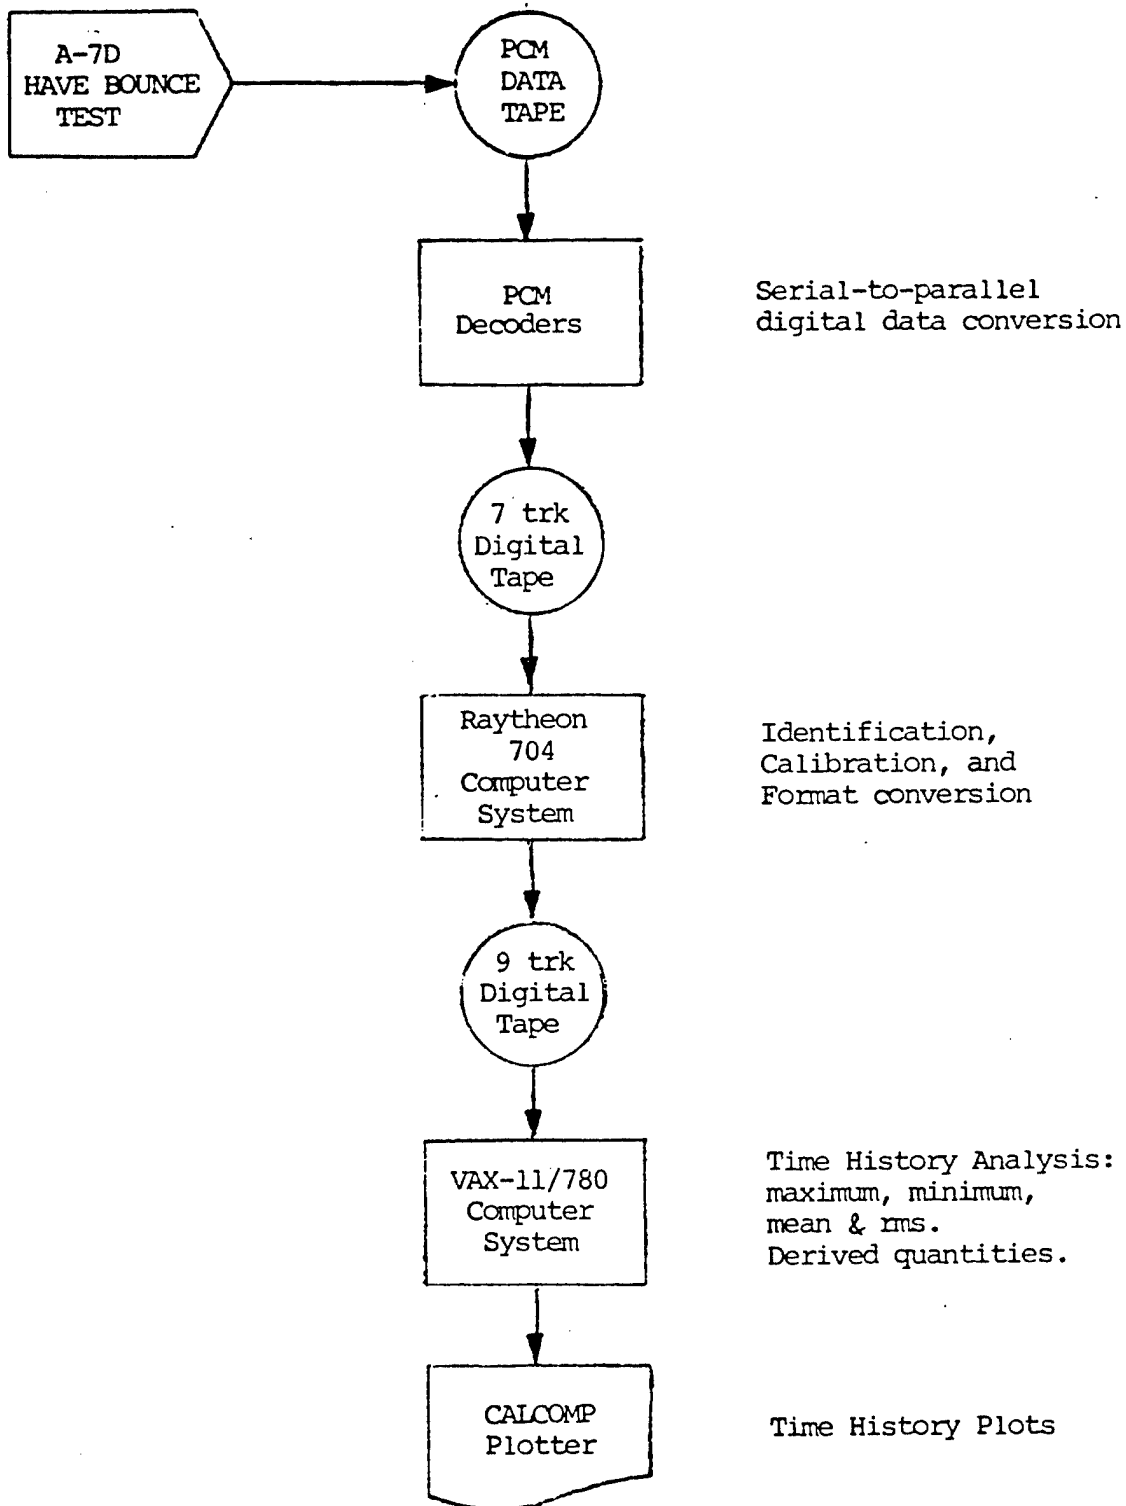 A-7D
HAVE BOUNCE
TEST
PCM
DATA
TAPE
PCM
Decoders
Serial-to-parallel
digital data conversion
7 trk
Digital
Tape
Raytheon
704
Computer
System
Identification,
Calibration, and
Format conversion
9 trk
Digital
Tape
VAX-11/780
Computer
System
Time History Analysis:
maximum, minimum,
mean & rms.
Derived quantities.
CALCOMP
Plotter
Time History Plots